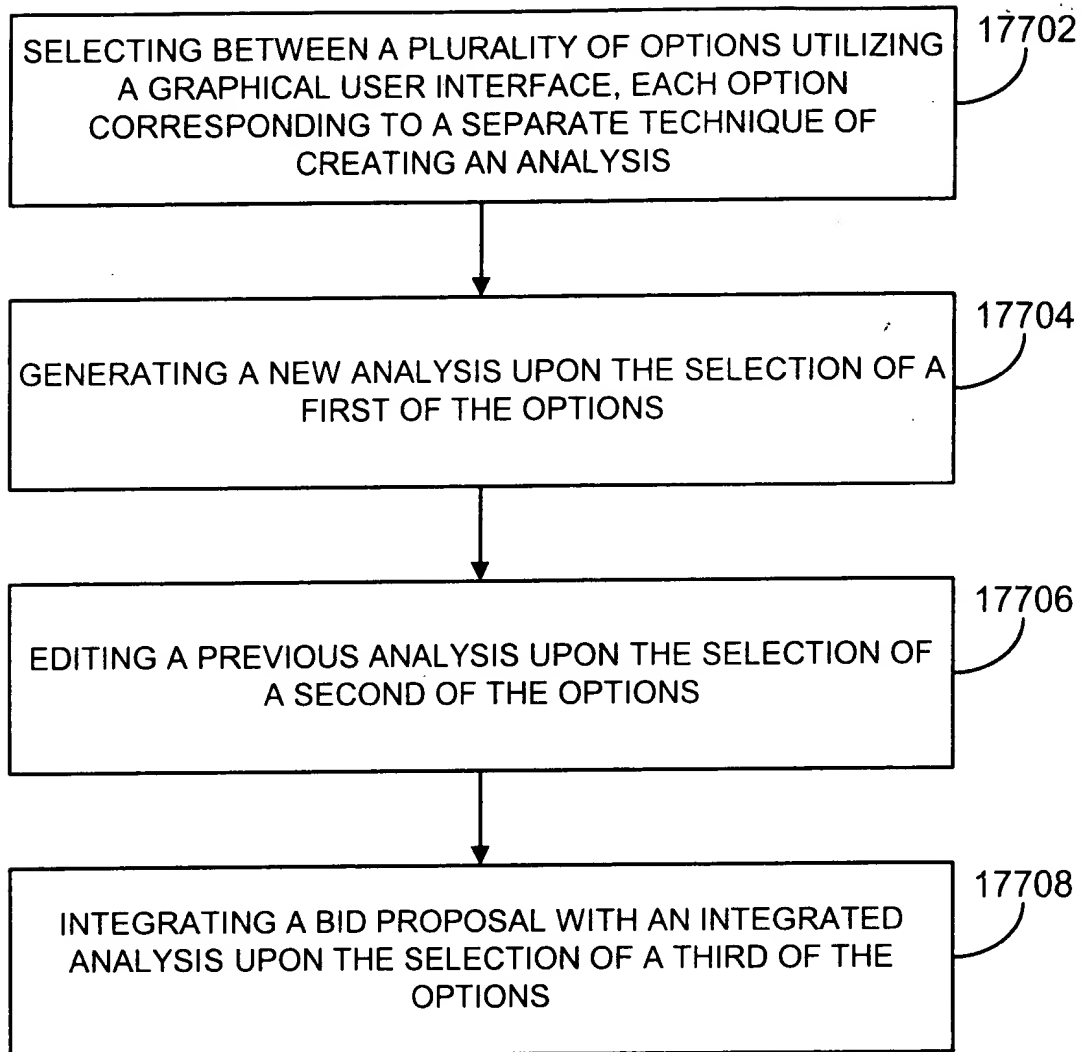 SELECTING BETWEEN A PLURALITY OF OPTIONS UTILIZING
A GRAPHICAL USER INTERFACE, EACH OPTION
CORRESPONDING TO A SEPARATE TECHNIQUE OF
CREATING AN ANALYSIS
17702
GENERATING A NEW ANALYSIS UPON THE SELECTION OF A
FIRST OF THE OPTIONS
17704
EDITING A PREVIOUS ANALYSIS UPON THE SELECTION OF
A SECOND OF THE OPTIONS
17706
INTEGRATING A BID PROPOSAL WITH AN INTEGRATED
ANALYSIS UPON THE SELECTION OF A THIRD OF THE
OPTIONS
17708